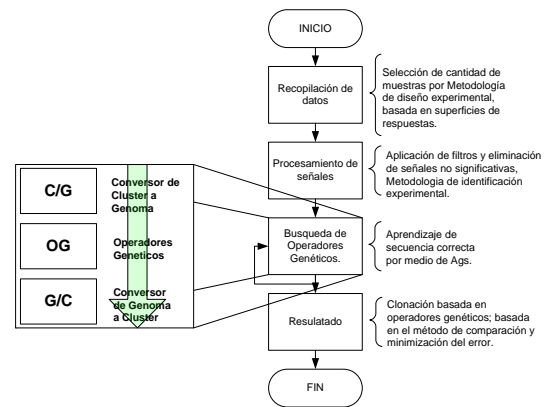 INICIO
Recopilación de
datos
Selección de cantidad de
muestras por Metodología
de diseño experimental,
basada en superficies de
respuestas.
Procesamiento de
señales
Aplicación de filtros y eliminación
de señales no significativas,
Metodologia de identificación
experimental.
C/G
Conversor de
Cluster a
Genoma
OG
Operadores
Geneticos
G/C
Conversor
de Genoma
a Cluster
Busqueda de
Operadores
Genéticos.
Aprendizaje de
secuencia correcta
por medio de Ags.
Resulatado
Clonación basada en
operadores genéticos; basada
en el método de comparación y
minimización del error.
FIN